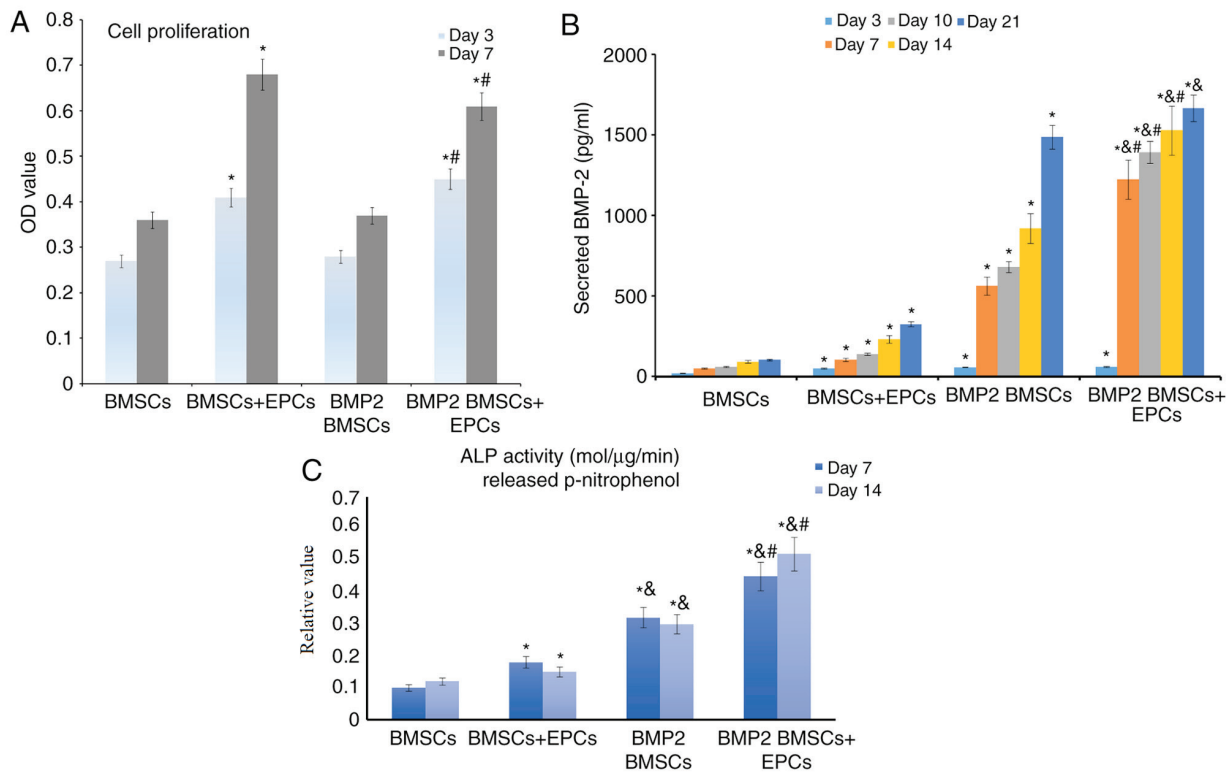 A
Cell proliferation
Day 3
Day 7
OD value
0.8
0.7
0.6
0.5
0.4
0.3
0.2
0.1
0
*
*
*#
*#
BMSCs
BMSCs+EPCs
BMP2
BMSCs
BMP2 BMSCs+
EPCs
B
Day 3
Day 10
Day 21
Day 7
Day 14
Secreted BMP-2 (pg/ml)
2000
1500
1000
500
0
*
*
*
*
*
*
*
*
*
*
*
*&#
*&#
*&#
*&
BMSCs
BMSCs+EPCs
BMP2 BMSCs
BMP2 BMSCs+
EPCs
C
ALP activity (mol/µg/min)
released p-nitrophenol
Day 7
Day 14
Relative value
0.7
0.6
0.5
0.4
0.3
0.2
0.1
0
*
*
*&
*&
*&#
*&#
BMSCs
BMSCs+EPCs
BMP2
BMSCs
BMP2 BMSCs+
EPCs